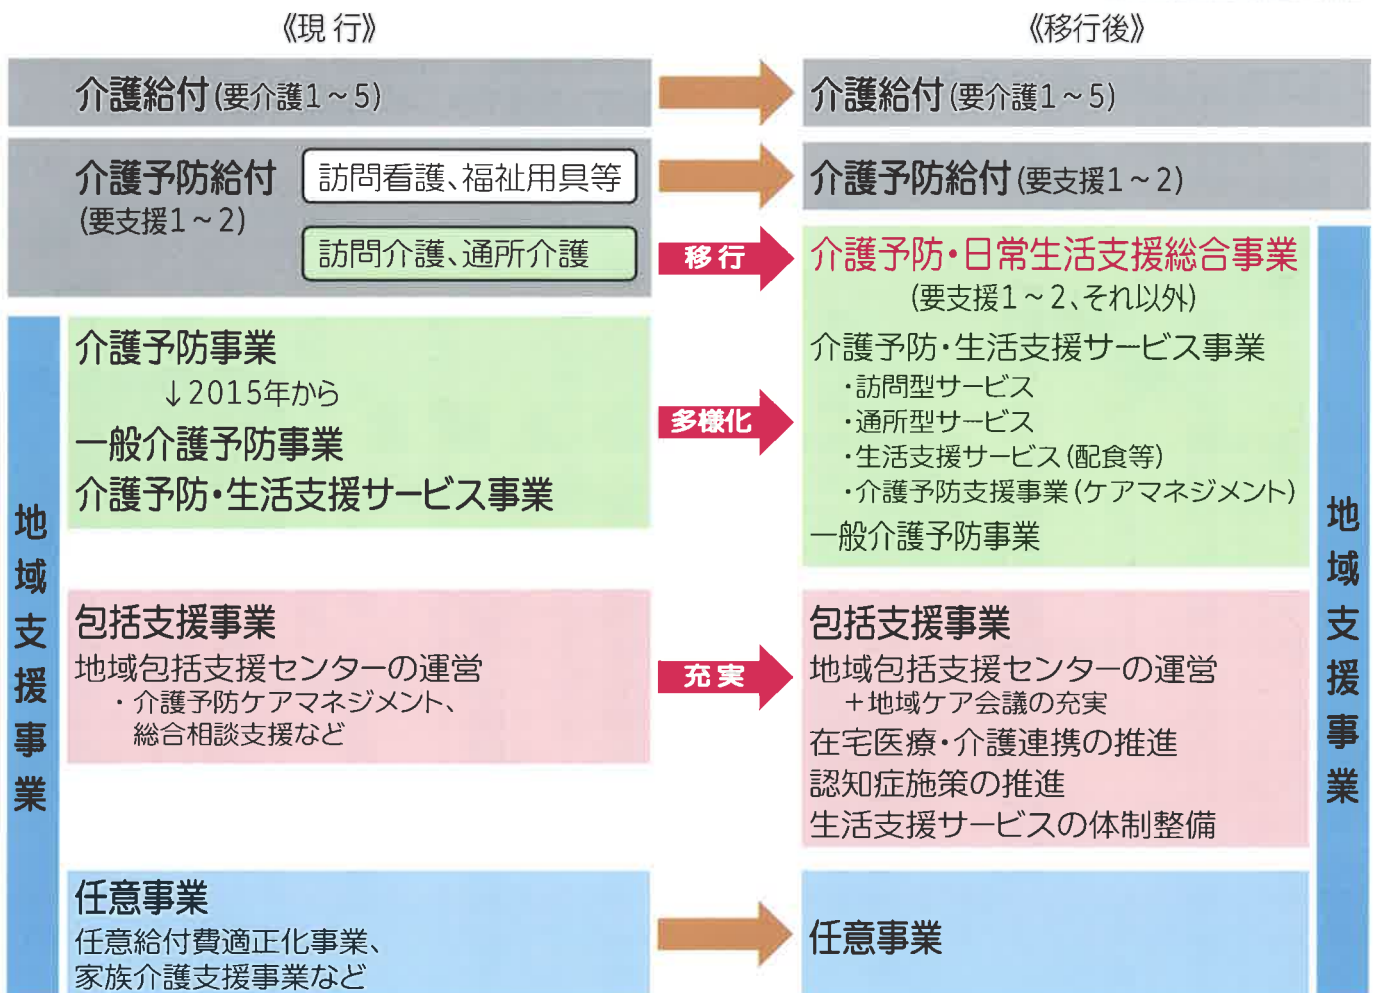 《現 行》
介護給付(要介護1~5)
介護予防給付
(要支援1~2)
訪問看護、福祉用具等
訪問介護、通所介護
地域支援事業
介護予防事業
↓2015年から
一般介護予防事業
介護予防・生活支援サービス事業
包括支援事業
地域包括支援センターの運営
・介護予防ケアマネジメント、
総合相談支援など
任意事業
任意給付費適正化事業、
家族介護支援事業など
移行
多様化
充実
《移行後》
介護給付(要介護1~5)
介護予防給付(要支援1~2)
介護予防・日常生活支援総合事業
(要支援1~2、それ以外)
介護予防・生活支援サービス事業
・訪問型サービス
・通所型サービス
・生活支援サービス(配食等)
・介護予防支援事業(ケアマネジメント)
一般介護予防事業
包括支援事業
地域包括支援センターの運営
+地域ケア会議の充実
在宅医療・介護連携の推進
認知症施策の推進
生活支援サービスの体制整備
任意事業
地域支援事業